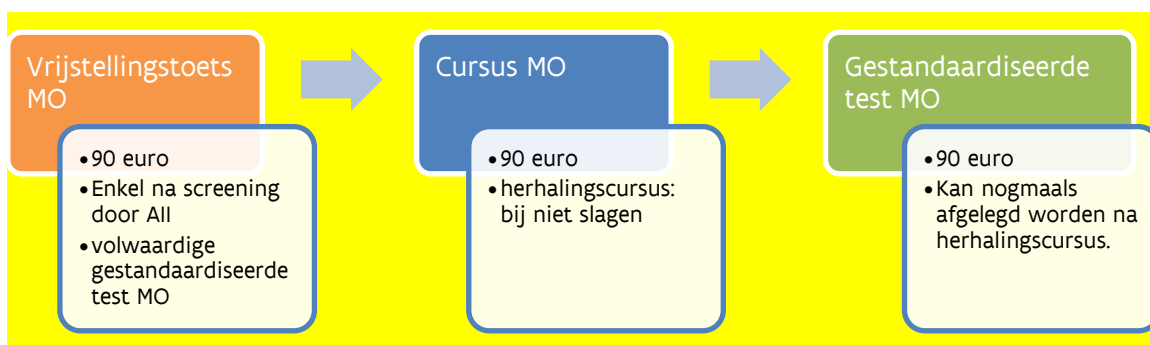 Vrijstellingstoets
MO
•90 euro
•Enkel na screening
door AII
•volwaardige
gestandaardiseerde
test MO
Cursus MO
•90 euro
•herhalingscursus:
bij niet slagen
Gestandaardiseerde
test MO
•90 euro
•Kan nogmaals
afgelegd worden na
herhalingscursus.